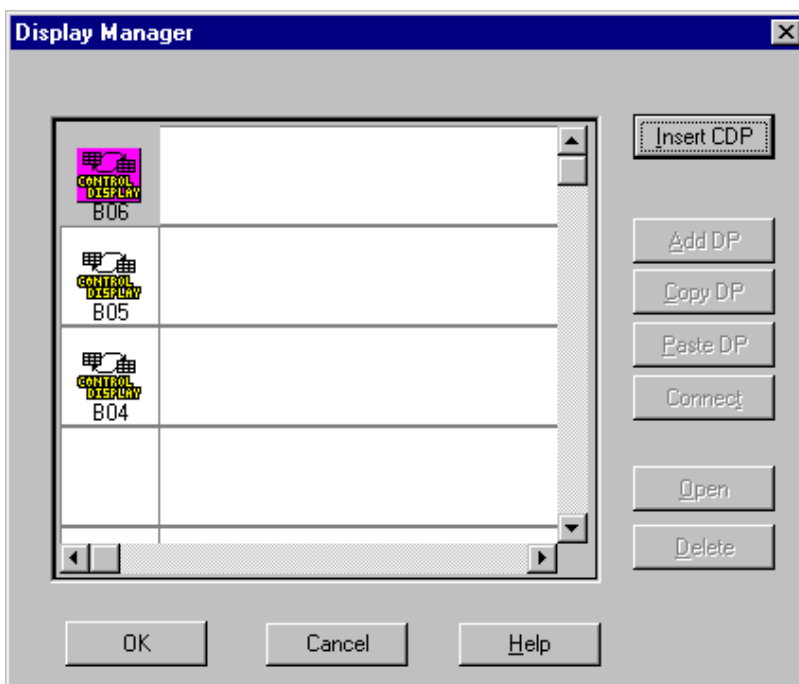 Display Manager
Insert CDP
CONTROL
DISPLAY
B06
Add DP
CONTROL
DISPLAY
B05
Copy DP
Paste DP
CONTROL
DISPLAY
B04
Connect
Open
Delete
OK
Cancel
Help